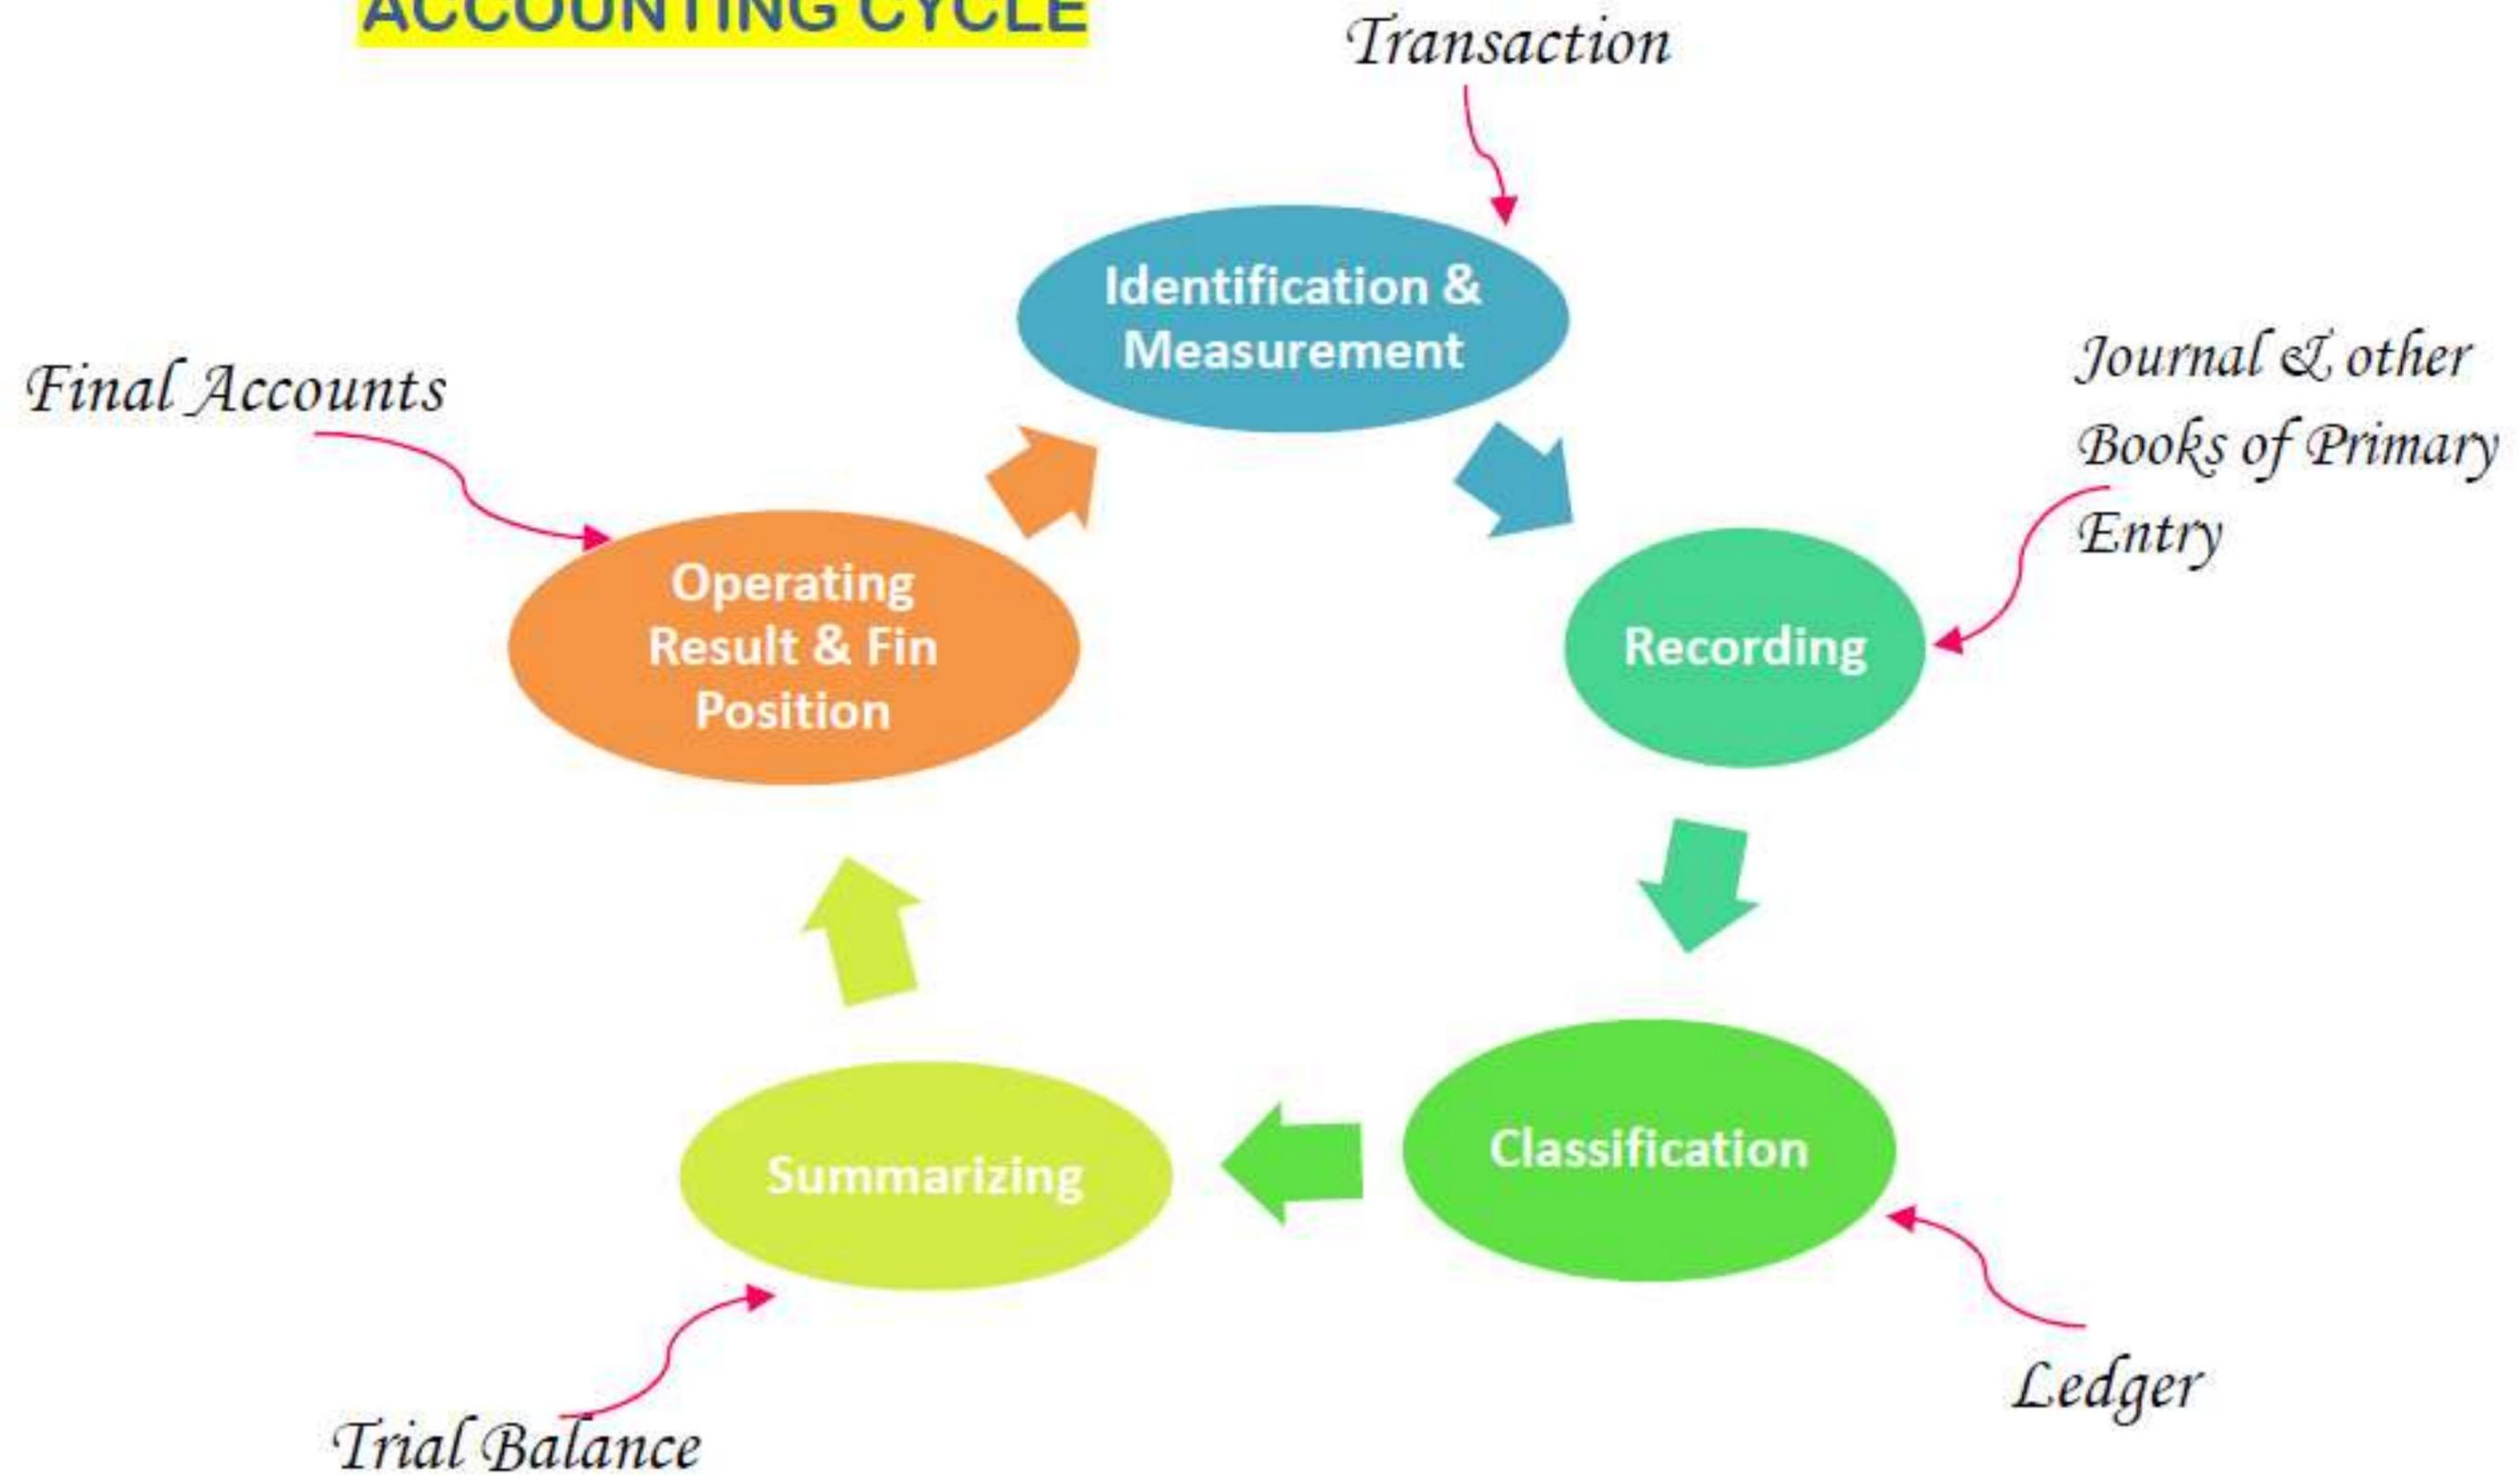 ACCOUNTING CYCLE
Transaction
Identification &
Measurement
Journal & other
Books of Primary
Entry
Recording
Classification
Ledger
Summarizing
Trial Balance
Operating
Result & Fin
Position
Final Accounts